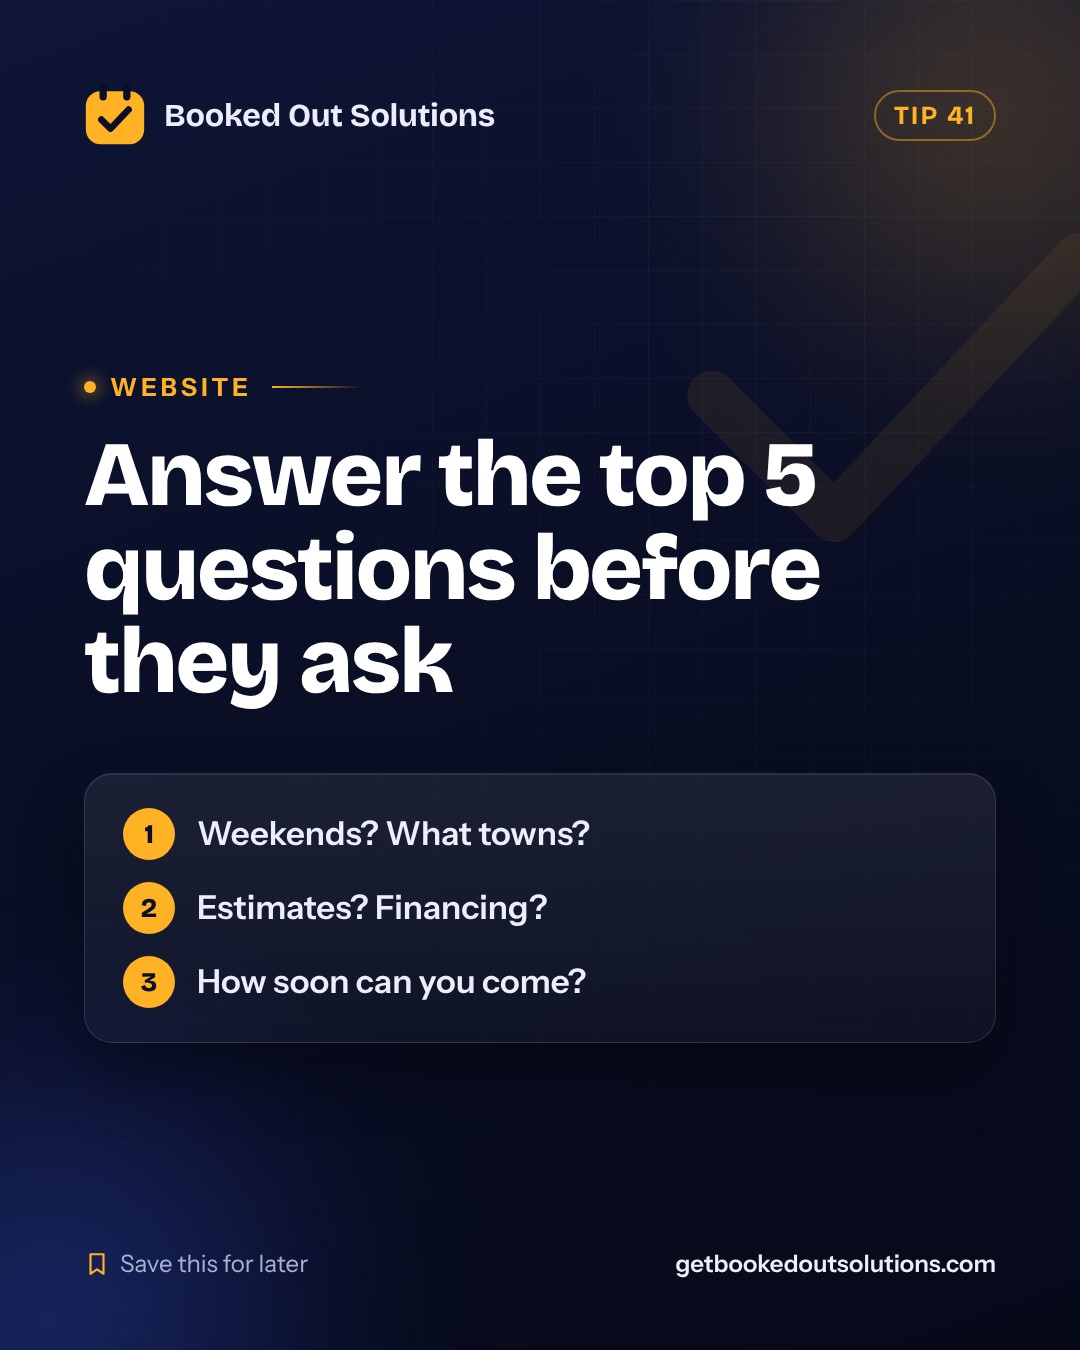 Booked Out Solutions
TIP 41
WEBSITE
Answer the top 5
questions before
they ask
1 Weekends? What towns?
2 Estimates? Financing?
3 How soon can you come?
Save this for later
getbookedoutsolutions.com